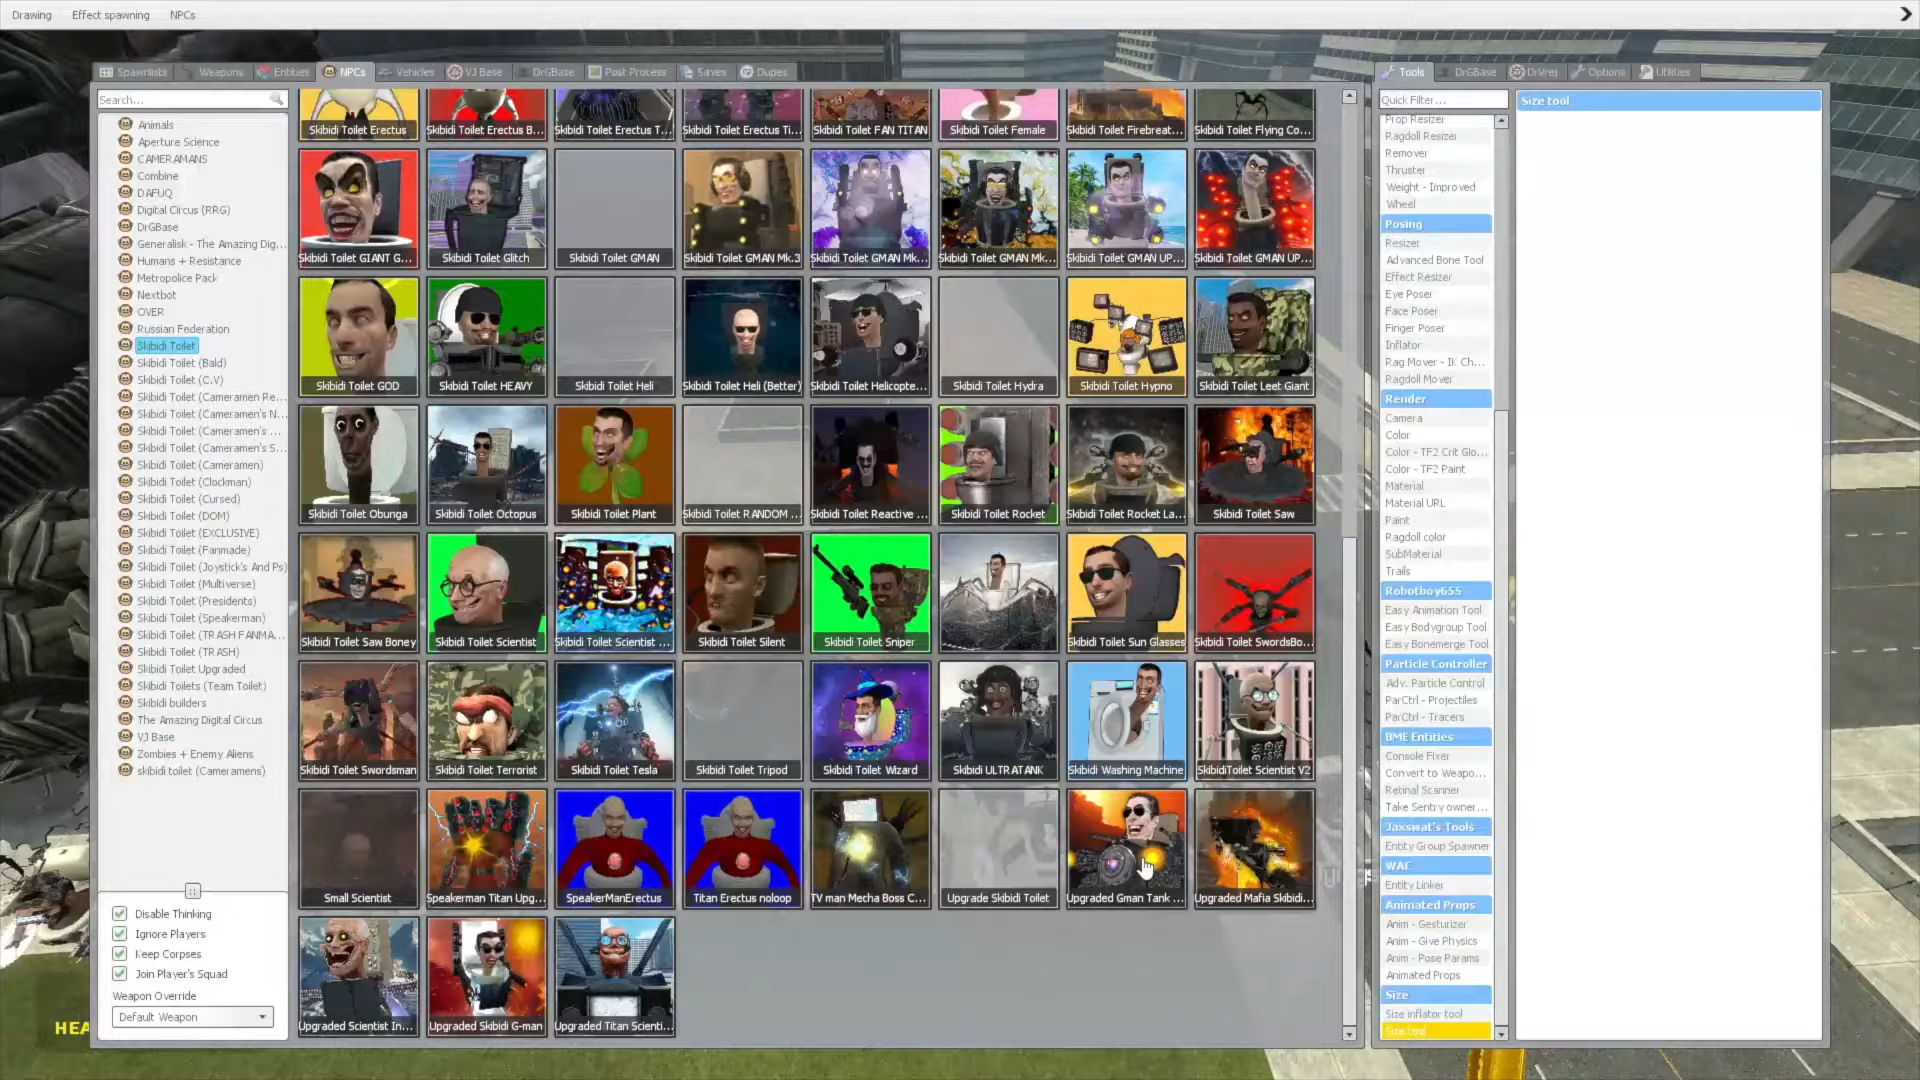 Drawing Effect spawning NPCs
Spawnlists Weapons Entities NPCs Vehicles VJ Base DrGBase Post Process Saves Dupes
Tools DrGBase DrVrej Options Utilities
Search...
Animals
Aperture Science
CAMERAMANS
Combine
DAFUQ
Digital Circus (RRG)
DrGBase
Generalisk - The Amazing Dig...
Humans + Resistance
Metropolice Pack
Nextbot
OVER
Russian Federation
Skibidi Toilet
Skibidi Toilet (Bald)
Skibidi Toilet (C.V)
Skibidi Toilet (Cameramen Re...
Skibidi Toilet (Cameramen's N...
Skibidi Toilet (Cameramen's ...
Skibidi Toilet (Cameramen's S...
Skibidi Toilet (Cameramen)
Skibidi Toilet (Clockman)
Skibidi Toilet (Cursed)
Skibidi Toilet (DOM)
Skibidi Toilet (EXCLUSIVE)
Skibidi Toilet (Fanmade)
Skibidi Toilet (Joystick's And Ps)
Skibidi Toilet (Multiverse)
Skibidi Toilet (Presidents)
Skibidi Toilet (Speakerman)
Skibidi Toilet (TRASH FANMA...
Skibidi Toilet (TRASH)
Skibidi Toilet Upgraded
Skibidi Toilets (Team Toilet)
Skibidi builders
The Amazing Digital Circus
VJ Base
Zombies + Enemy Aliens
skibidi toilet (Cameramens)
Disable Thinking
Ignore Players
Keep Corpses
Join Player's Squad
Weapon Override
Default Weapon
HEA
Skibidi Toilet Erectus Skibidi Toilet Erectus B... Skibidi Toilet Erectus T... Skibidi Toilet Erectus Ti... Skibidi Toilet FAN TITAN Skibidi Toilet Female Skibidi Toilet Firebreat... Skibidi Toilet Flying Co...
Skibidi Toilet GIANT G... Skibidi Toilet Glitch Skibidi Toilet GMAN Skibidi Toilet GMAN Mk.3 Skibidi Toilet GMAN Mk... Skibidi Toilet GMAN Mk... Skibidi Toilet GMAN UP... Skibidi Toilet GMAN UP...
Skibidi Toilet GOD Skibidi Toilet HEAVY Skibidi Toilet Heli Skibidi Toilet Heli (Better) Skibidi Toilet Helicopte... Skibidi Toilet Hydra Skibidi Toilet Hypno Skibidi Toilet Leet Giant
Skibidi Toilet Obunga Skibidi Toilet Octopus Skibidi Toilet Plant Skibidi Toilet RANDOM ... Skibidi Toilet Reactive ... Skibidi Toilet Rocket Skibidi Toilet Rocket La... Skibidi Toilet Saw
Skibidi Toilet Saw Boney Skibidi Toilet Scientist Skibidi Toilet Scientist ... Skibidi Toilet Silent Skibidi Toilet Sniper Skibidi Toilet Sun Glasses Skibidi Toilet SwordsBo...
Skibidi Toilet Swordsman Skibidi Toilet Terrorist Skibidi Toilet Tesla Skibidi Toilet Tripod Skibidi Toilet Wizard Skibidi ULTRATANK Skibidi Washing Machine SkibidiToilet Scientist V2
Small Scientist Speakerman Titan Upg... SpeakerManErectus Titan Erectus noloop TV man Mecha Boss C... Upgrade Skibidi Toilet Upgraded Gman Tank ... Upgraded Mafia Skibidi...
Upgraded Scientist In... Upgraded Skibidi G-man Upgraded Titan Scienti...
Quick Filter...
Prop Resizer
Ragdoll Resizer
Remover
Thruster
Weight - Improved
Wheel
Posing
Resizer
Advanced Bone Tool
Effect Resizer
Eye Poser
Face Poser
Finger Poser
Inflator
Rag Mover - IK Ch...
Ragdoll Mover
Render
Camera
Color
Color - TF2 Crit Glo...
Color - TF2 Paint
Material
Material URL
Paint
Ragdoll color
SubMaterial
Trails
Robotboy655
Easy Animation Tool
Easy Bodygroup Tool
Easy Bonemerge Tool
Particle Controller
Adv. Particle Control
ParCtrl - Projectiles
ParCtrl - Tracers
BME Entities
Console Fixer
Convert to Weapo...
Retinal Scanner
Take Sentry owner...
Jaxswat's Tools
Entity Group Spawner
WAC
Entity Linker
Animated Props
Anim - Gesturizer
Anim - Give Physics
Anim - Pose Params
Animated Props
Size
Size inflator tool
Size tool
Size tool